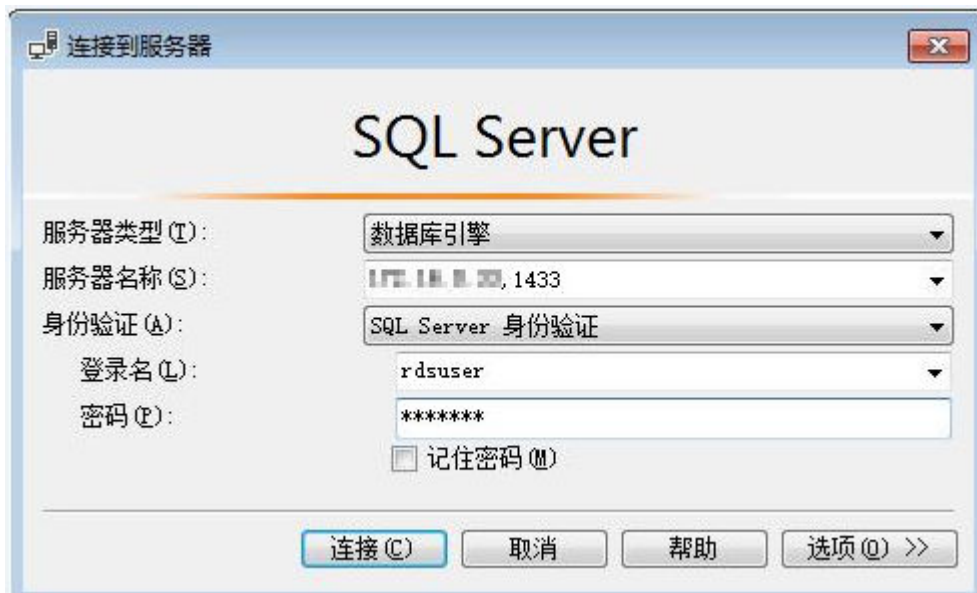 连接到服务器
SQL Server
服务器类型(T): 数据库引擎
服务器名称(S): ,1433
身份验证(A): SQL Server 身份验证
登录名(L): rdsuser
密码(P): *******
记住密码(M)
连接(C) 取消 帮助 选项(O) >>